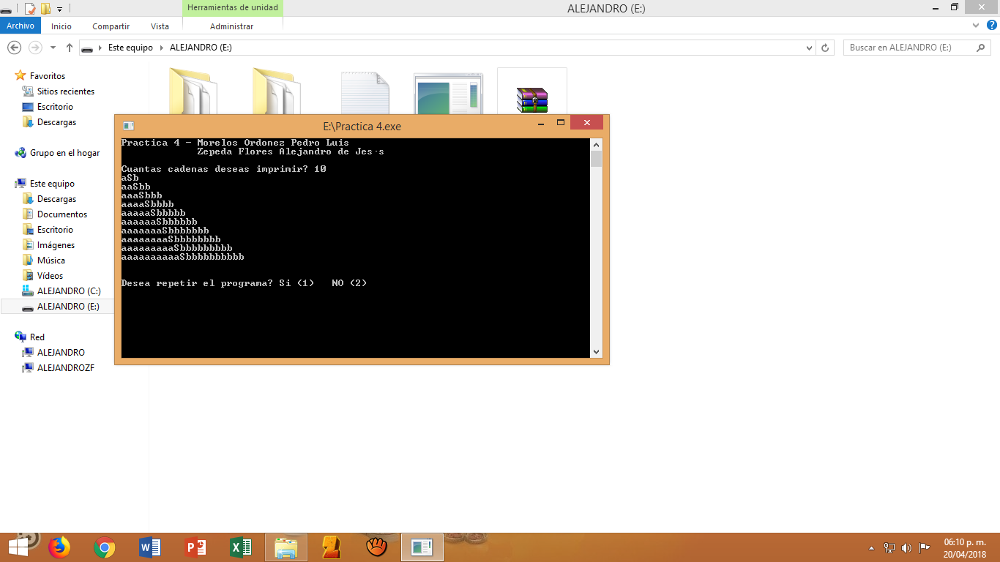 Herramientas de unidad
ALEJANDRO (E:)
Archivo Inicio Compartir Vista Administrar
Este equipo ALEJANDRO (E:)
Buscar en ALEJANDRO (E:)
Favoritos
Sitios recientes
Escritorio
Descargas
Grupo en el hogar
Este equipo
Descargas
Documentos
Escritorio
Imágenes
Música
Vídeos
ALEJANDRO (C:)
ALEJANDRO (E:)
Red
ALEJANDRO
ALEJANDROZF
E:\Practica 4.exe
Practica 4 - Morelos Ordonez Pedro Luis
Zepeda Flores Alejandro de Jes·s
Cuantas cadenas deseas imprimir? 10
aSb
aaSbb
aaaSbbb
aaaaSbbbb
aaaaaSbbbbb
aaaaaaSbbbbbb
aaaaaaaSbbbbbbb
aaaaaaaaSbbbbbbbb
aaaaaaaaaSbbbbbbbbb
aaaaaaaaaaSbbbbbbbbbb
Desea repetir el programa? Si (1) NO (2)
06:10 p. m.
20/04/2018